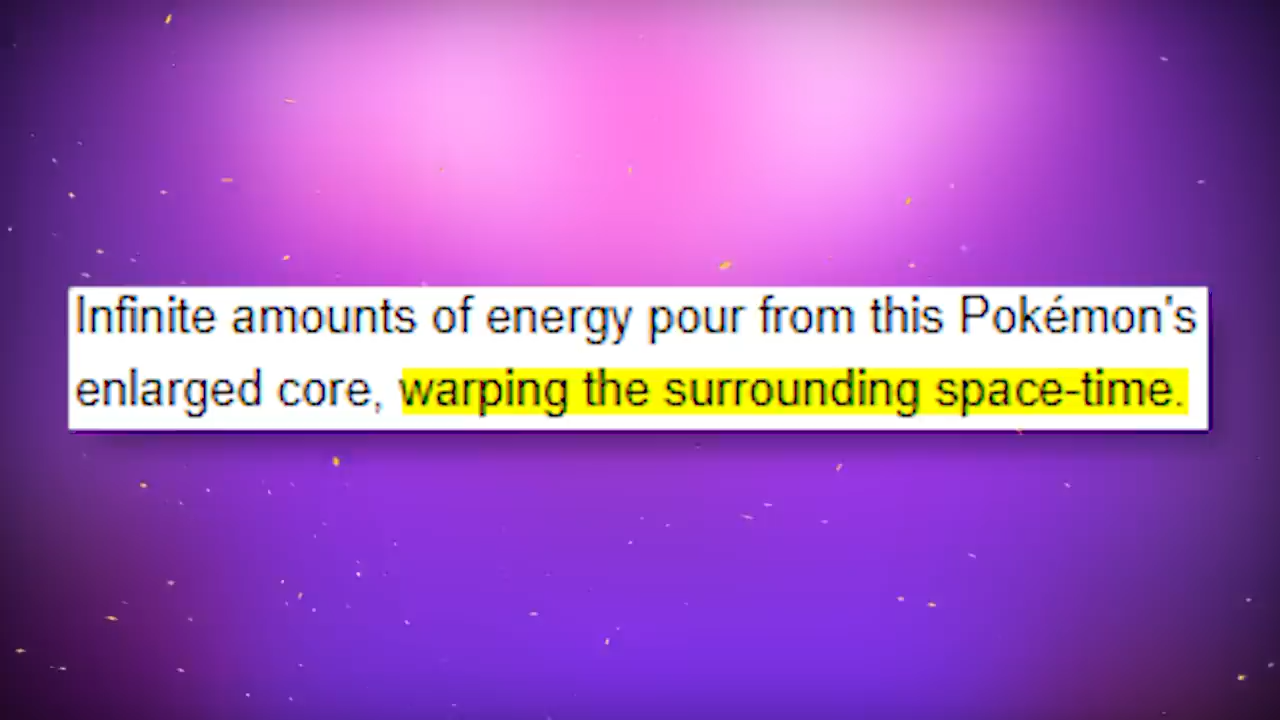 Infinite amounts of energy pour from this Pokémon's
enlarged core, warping the surrounding space-time.